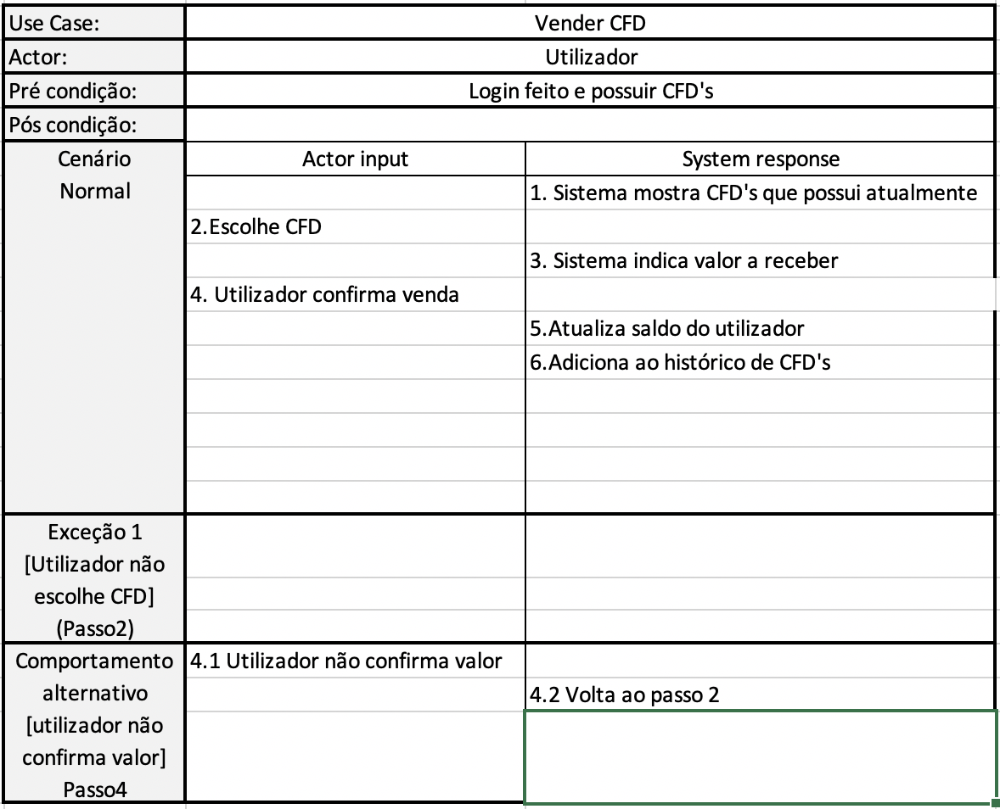 Use Case: Vender CFD
Actor: Utilizador
Pré condição: Login feito e possuir CFD's
Pós condição:
Cenário Normal
Actor input System response
1. Sistema mostra CFD's que possui atualmente
2.Escolhe CFD
3. Sistema indica valor a receber
4. Utilizador confirma venda
5.Atualiza saldo do utilizador
6.Adiciona ao histórico de CFD's
Exceção 1
[Utilizador não
escolhe CFD]
(Passo2)
Comportamento
alternativo
[utilizador não
confirma valor]
Passo4
4.1 Utilizador não confirma valor
4.2 Volta ao passo 2